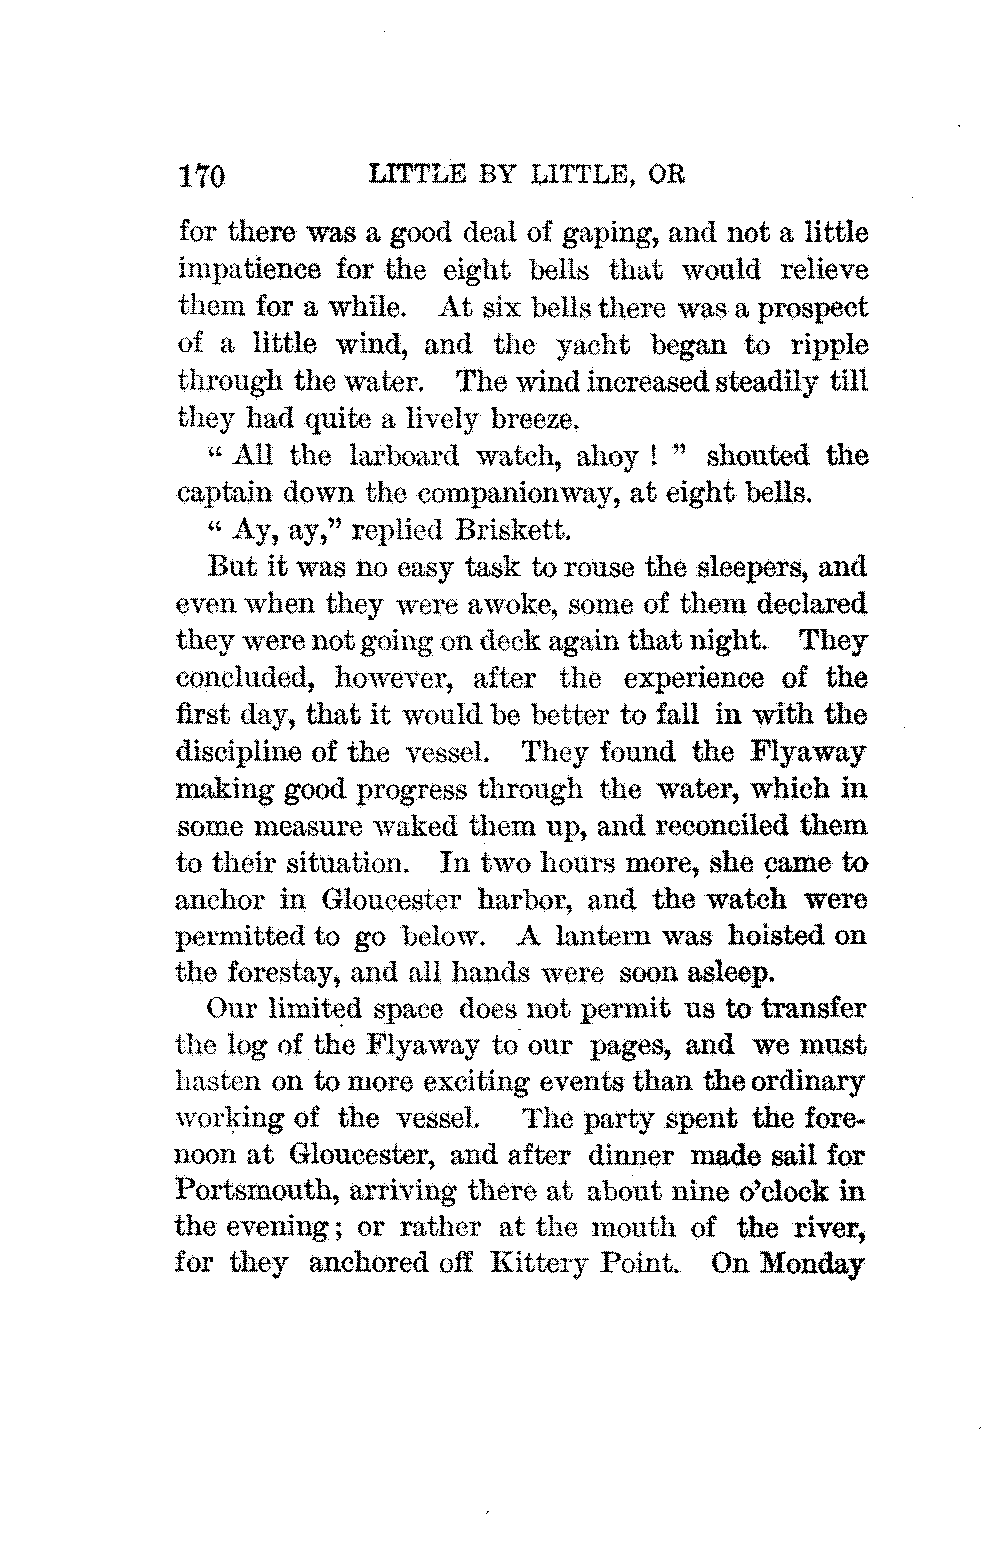 170 LITTLE BY LITTLE, OR
for there was a good deal of gaping, and not a little
impatience for the eight bells that would relieve
them for a while. At six bells there was a prospect
of a little wind, and the yacht began to ripple
through the water. The wind increased steadily till
they had quite a lively breeze.
“ All the larboard watch, ahoy ! ” shouted the
captain down the companionway, at eight bells.
“ Ay, ay,” replied Briskett.
But it was no easy task to rouse the sleepers, and
even when they were awoke, some of them declared
they were not going on deck again that night. They
concluded, however, after the experience of the
first day, that it would be better to fall in with the
discipline of the vessel. They found the Flyaway
making good progress through the water, which in
some measure waked them up, and reconciled them
to their situation. In two hours more, she came to
anchor in Gloucester harbor, and the watch were
permitted to go below. A lantern was hoisted on
the forestay, and all hands were soon asleep.
Our limited space does not permit us to transfer
the log of the Flyaway to our pages, and we must
hasten on to more exciting events than the ordinary
working of the vessel. The party spent the fore-
noon at Gloucester, and after dinner made sail for
Portsmouth, arriving there at about nine o’clock in
the evening ; or rather at the mouth of the river,
for they anchored off Kittery Point. On Monday